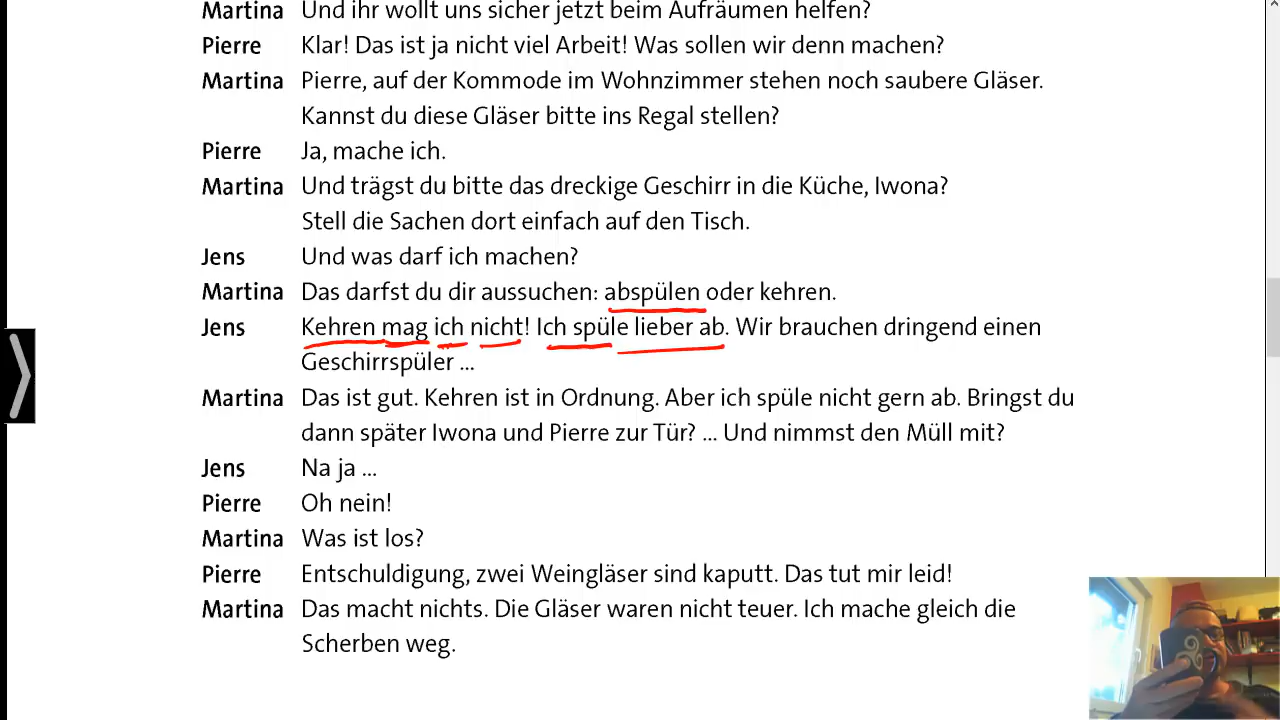 Martina Und ihr wollt uns sicher jetzt beim Aufräumen helfen?
Pierre Klar! Das ist ja nicht viel Arbeit! Was sollen wir denn machen?
Martina Pierre, auf der Kommode im Wohnzimmer stehen noch saubere Gläser.
Kannst du diese Gläser bitte ins Regal stellen?
Pierre Ja, mache ich.
Martina Und trägst du bitte das dreckige Geschirr in die Küche, Iwona?
Stell die Sachen dort einfach auf den Tisch.
Jens Und was darf ich machen?
Martina Das darfst du dir aussuchen: abspülen oder kehren.
Jens Kehren mag ich nicht! Ich spüle lieber ab. Wir brauchen dringend einen
Geschirrspüler ...
Martina Das ist gut. Kehren ist in Ordnung. Aber ich spüle nicht gern ab. Bringst du
dann später Iwona und Pierre zur Tür? ... Und nimmst den Müll mit?
Jens Na ja ...
Pierre Oh nein!
Martina Was ist los?
Pierre Entschuldigung, zwei Weingläser sind kaputt. Das tut mir leid!
Martina Das macht nichts. Die Gläser waren nicht teuer. Ich mache gleich die
Scherben weg.